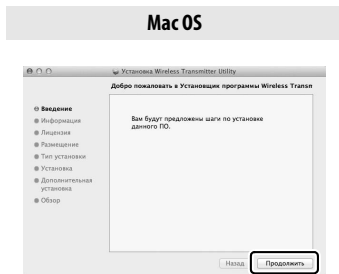 Mac OS
Установка Wireless Transmitter Utility
Добро пожаловать в Установщик программы Wireless Transn
Введение
Информация
Лицензия
Размещение
Тип установки
Установка
Дополнительная
установка
Обзор
Вам будут предложены шаги по установке
данного ПО.
Назад
Продолжить